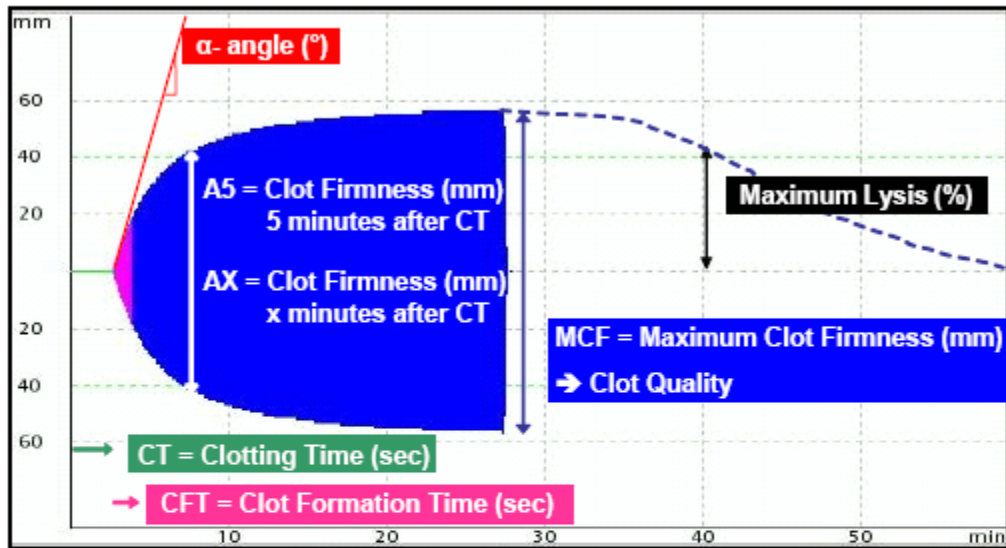 mm
α- angle (°)
60
40
A5 = Clot Firmness (mm)
5 minutes after CT
20
Maximum Lysis (%)
AX = Clot Firmness (mm)
x minutes after CT
20
MCF = Maximum Clot Firmness (mm)
➔ Clot Quality
40
60
CT = Clotting Time (sec)
CFT = Clot Formation Time (sec)
10 20 30 40 50 min